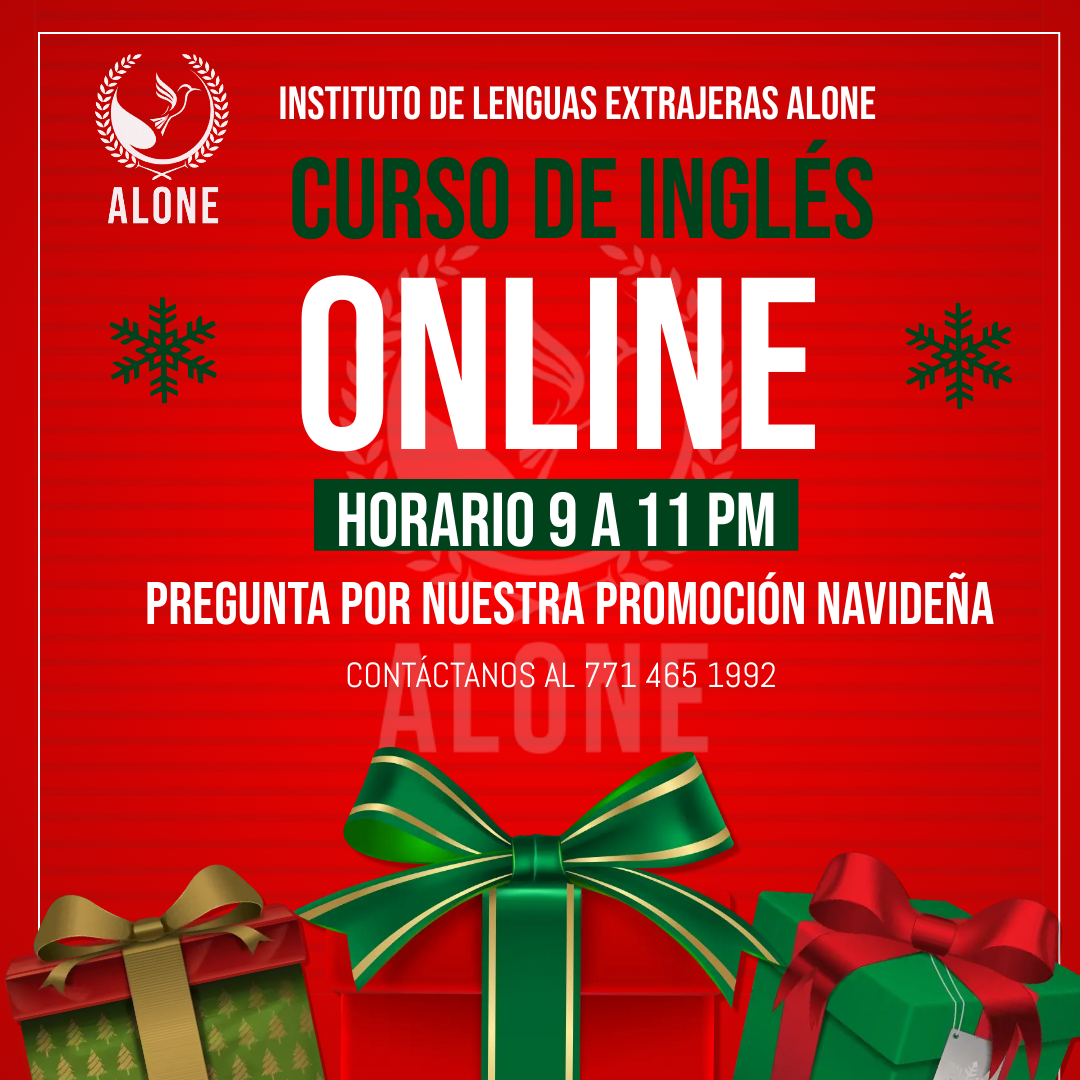 INSTITUTO DE LENGUAS EXTRAJERAS ALONE
ALONE
CURSO DE INGLÉS
ONLINE
HORARIO 9 A 11 PM
PREGUNTA POR NUESTRA PROMOCIÓN NAVIDEÑA
CONTÁCTANOS AL 771 465 1992
ALONE